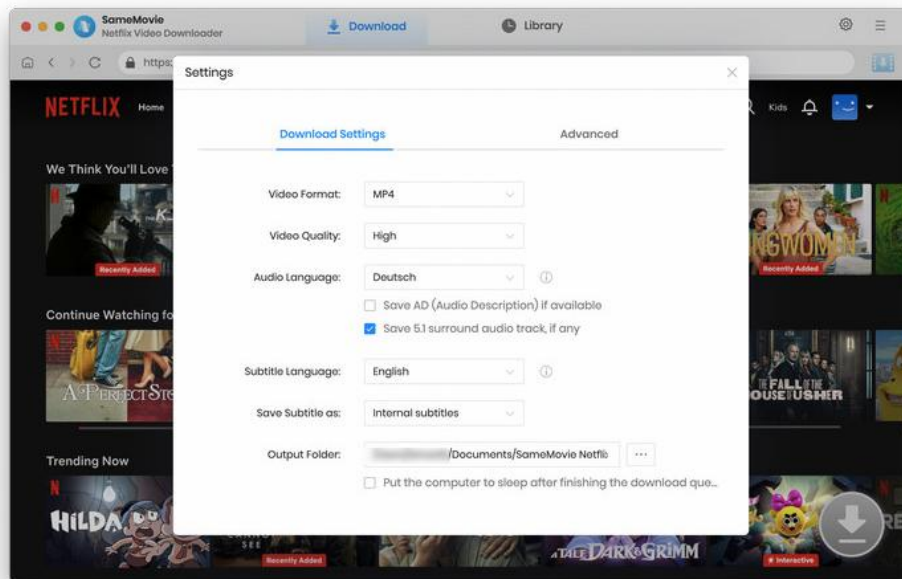 SameMovie
Netflix Video Downloader
Download
Library
https:
Settings
NETFLIX
Home
Kids
Download Settings
Advanced
We Think You'll Love
Video Format:
MP4
Video Quality:
High
Recently Added
Recently Added
Audio Language:
Deutsch
Save AD (Audio Description) if available
Save 5.1 surround audio track, if any
Continue Watching fo
Subtitle Language:
English
A PERFECT STO
THE FALL OF THE
OUSE OF USHER
Save Subtitle as:
Internal subtitles
Output Folder:
/Documents/SameMovie Netfli
...
Trending Now
Put the computer to sleep after finishing the download que...
HILDA
SEE
Recently Added
A TALE DARK & GRIMM
Interactive